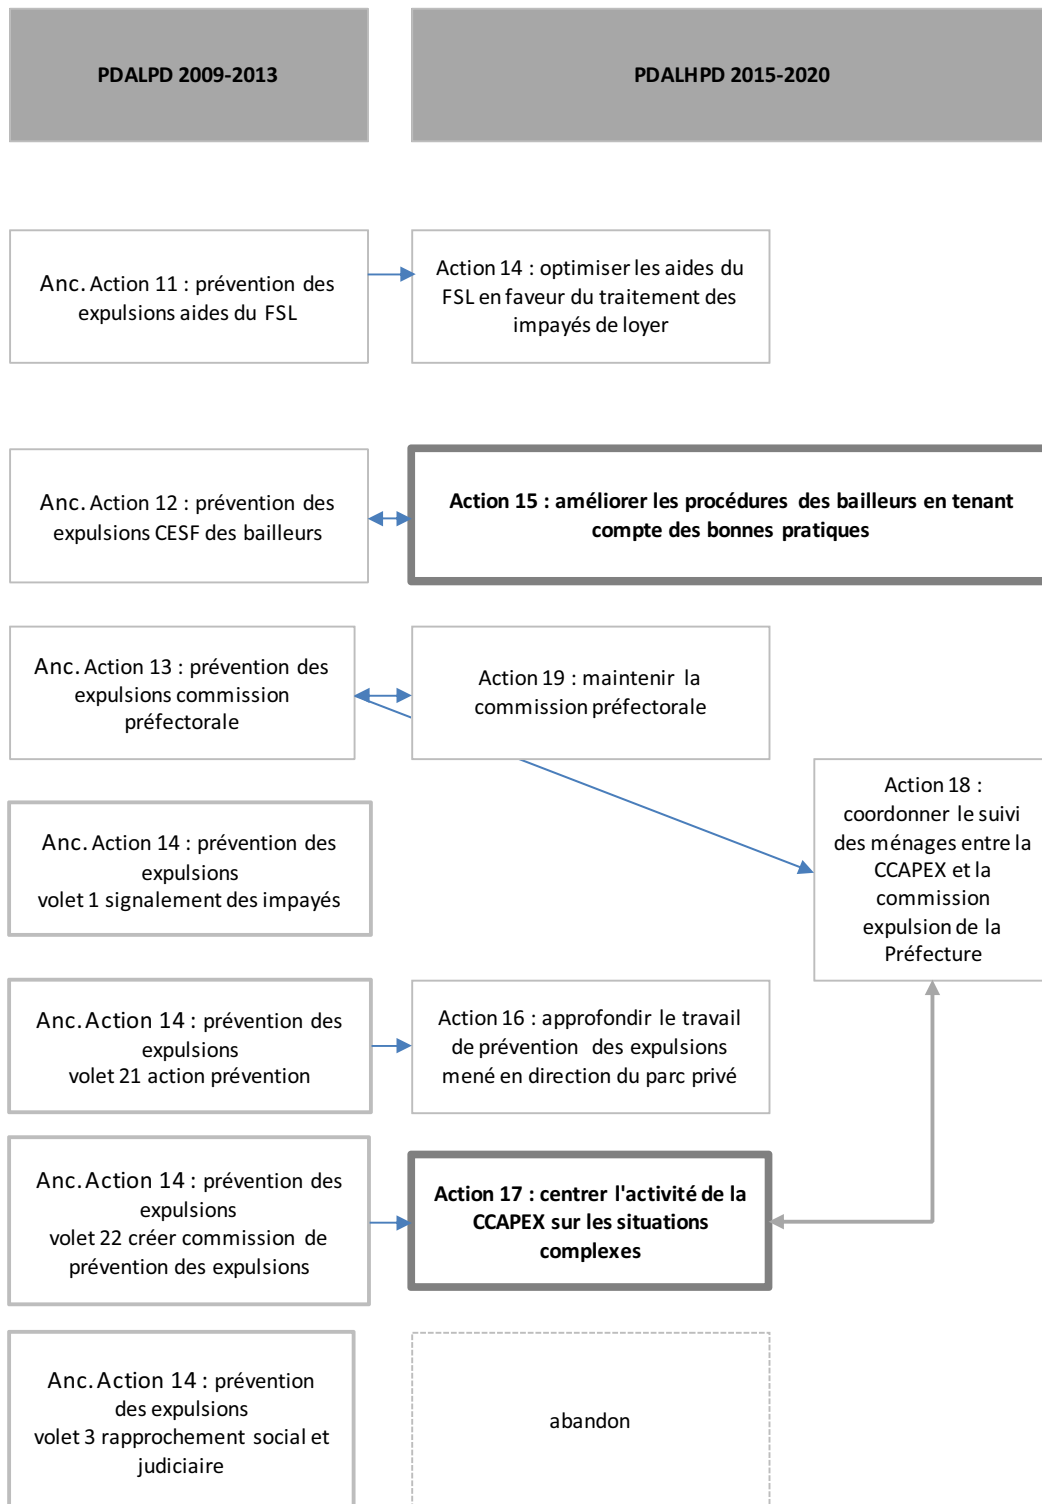 PDALPD 2009-2013
PDALHPD 2015-2020
Anc. Action 11 : prévention des
expulsions aides du FSL
Action 14 : optimiser les aides du
FSL en faveur du traitement des
impayés de loyer
Anc. Action 12 : prévention des
expulsions CESF des bailleurs
Action 15 : améliorer les procédures des bailleurs en tenant
compte des bonnes pratiques
Anc. Action 13 : prévention des
expulsions commission
préfectorale
Action 19 : maintenir la
commission préfectorale
Action 18 :
coordonner le suivi
des ménages entre la
CCAPEX et la
commission
expulsion de la
Préfecture
Anc. Action 14 : prévention des
expulsions
volet 1 signalement des impayés
Anc. Action 14 : prévention des
expulsions
volet 21 action prévention
Action 16 : approfondir le travail
de prévention des expulsions
mené en direction du parc privé
Anc. Action 14 : prévention des
expulsions
volet 22 créer commission de
prévention des expulsions
Action 17 : centrer l'activité de la
CCAPEX sur les situations
complexes
Anc. Action 14 : prévention
des expulsions
volet 3 rapprochement social et
judiciaire
abandon